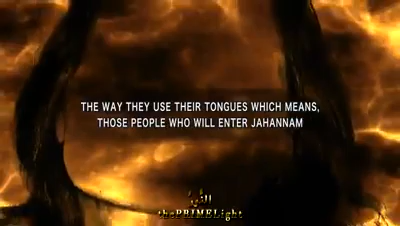 THE WAY THEY USE THEIR TONGUES WHICH MEANS,
THOSE PEOPLE WHO WILL ENTER JAHANNAM
thePRIMELight